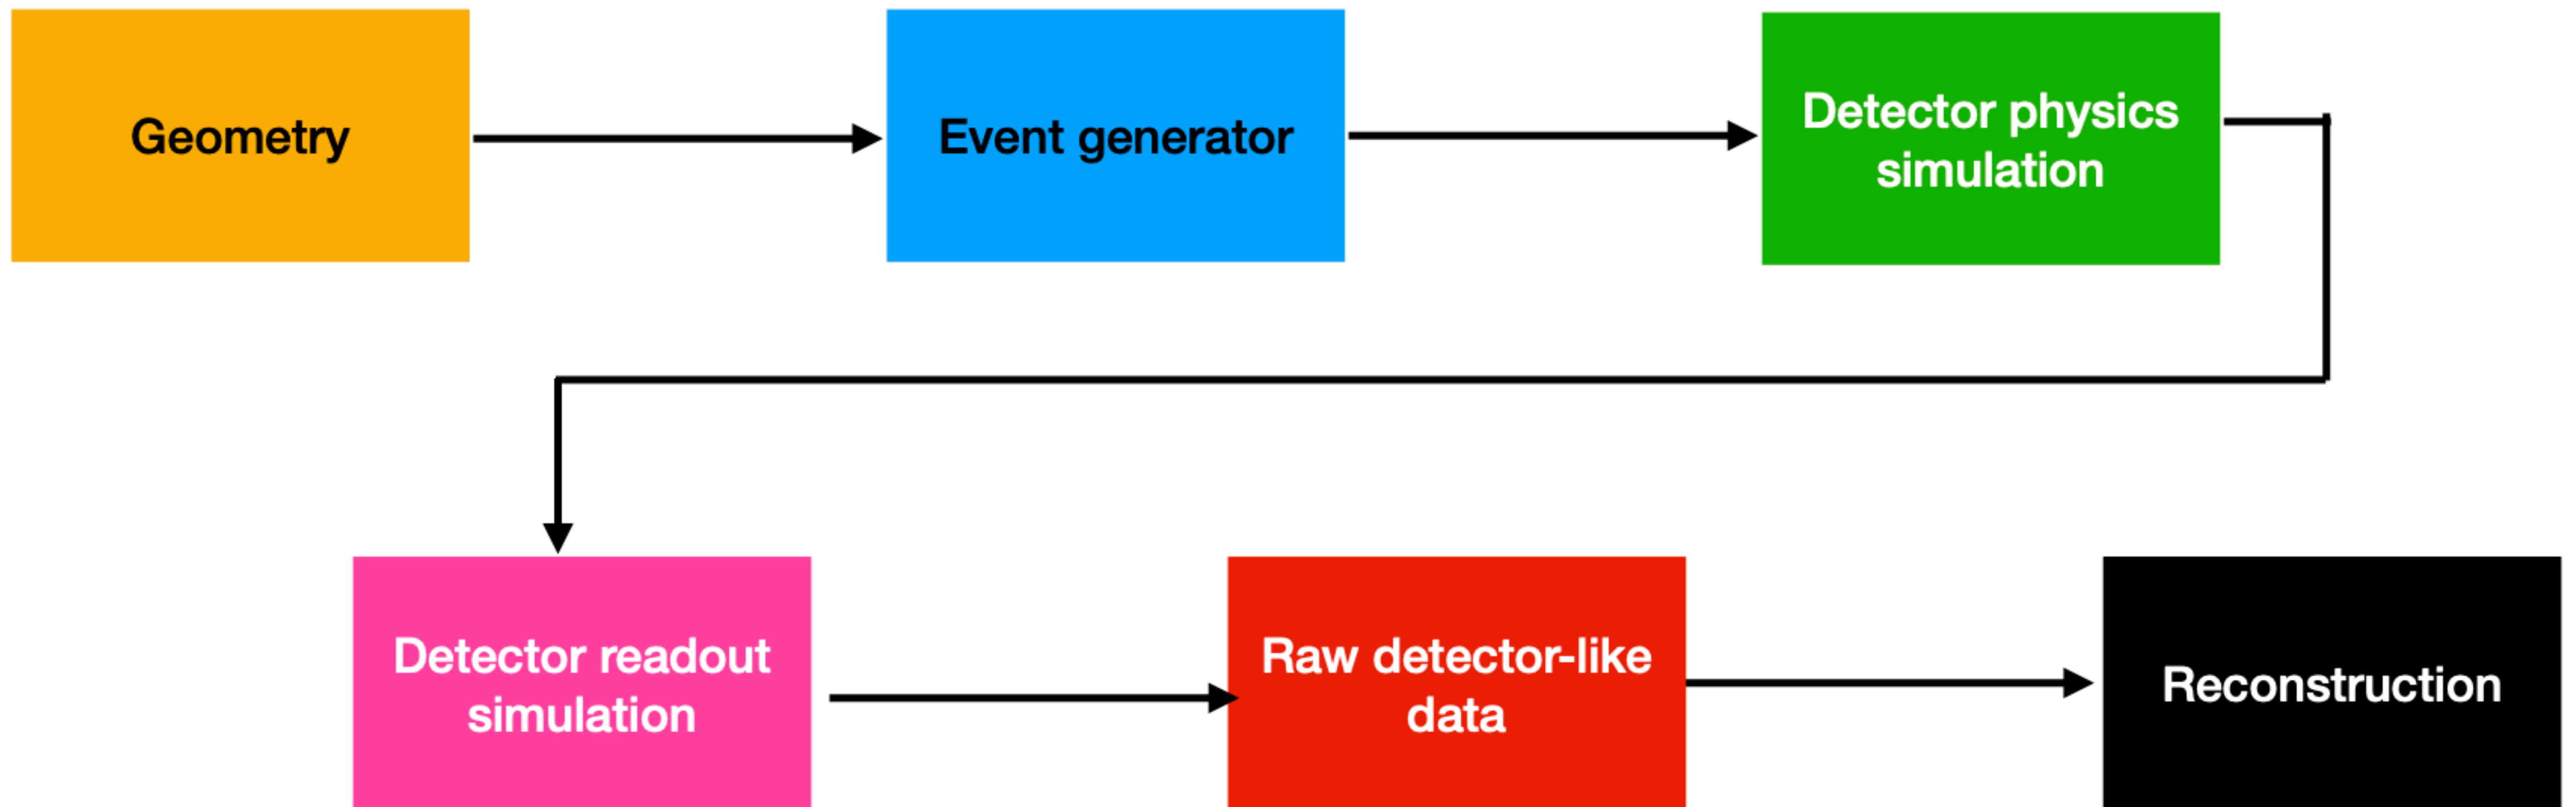 Geometry
Event generator
Detector physics
simulation
Detector readout
simulation
Raw detector-like
data
Reconstruction